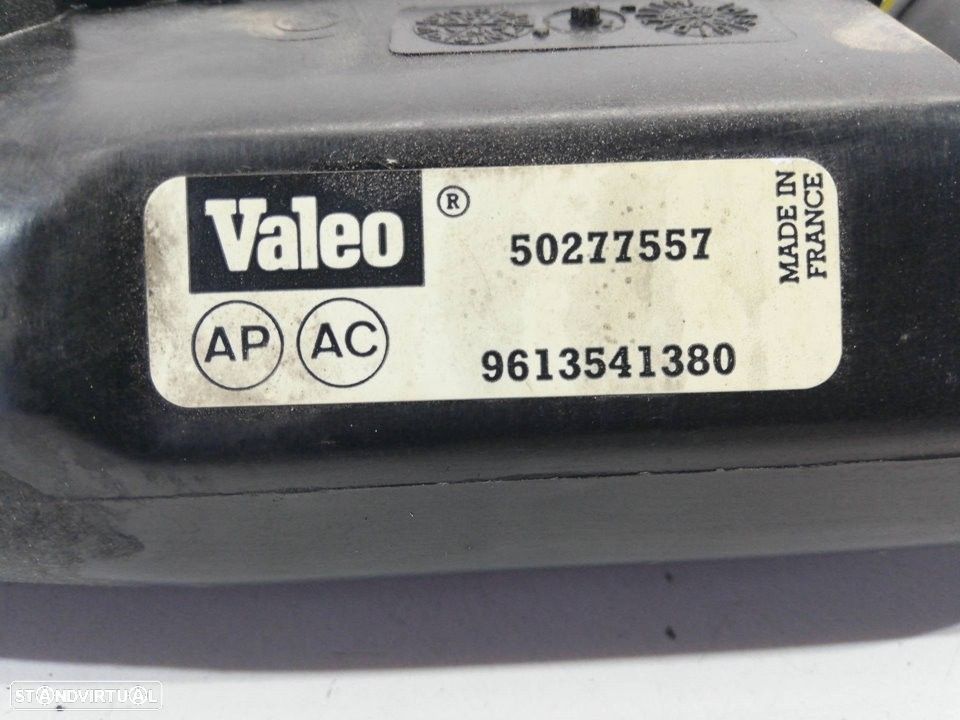 Valeo ®
50277557
MADE IN
FRANCE
AP AC
9613541380
STANDVIRTUAL